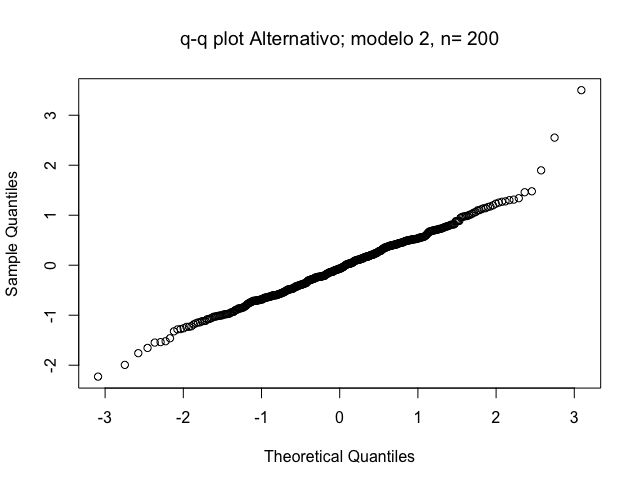 q-q plot Alternativo; modelo 2, n= 200
3
2
1
0
-1
-2
Sample Quantiles
-3 -2 -1 0 1 2 3
Theoretical Quantiles